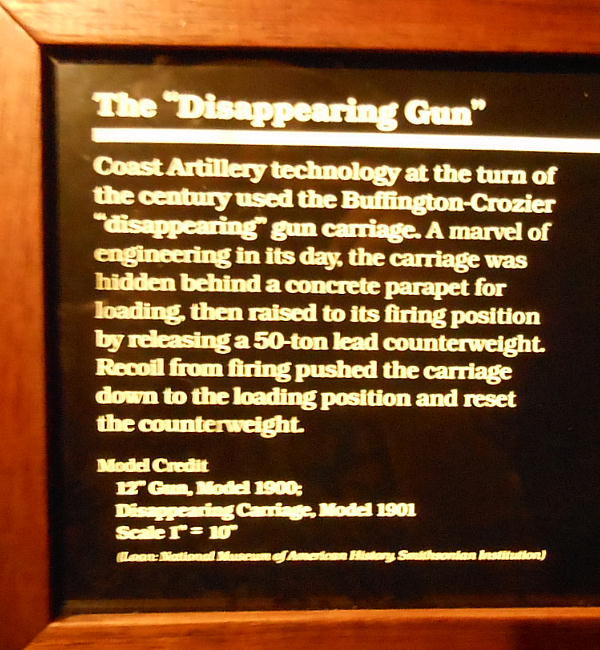 The "Disappearing Gun"
Coast Artillery technology at the turn of
the century used the Buffington-Crozier
"disappearing" gun carriage. A marvel of
engineering in its day, the carriage was
hidden behind a concrete parapet for
loading, then raised to its firing position
by releasing a 50-ton lead counterweight.
Recoil from firing pushed the carriage
down to the loading position and reset
the counterweight.
Model Credit
12" Gun, Model 1900;
Disappearing Carriage, Model 1901
Scale 1" = 10"
(Loan: National Museum of American History, Smithsonian Institution)